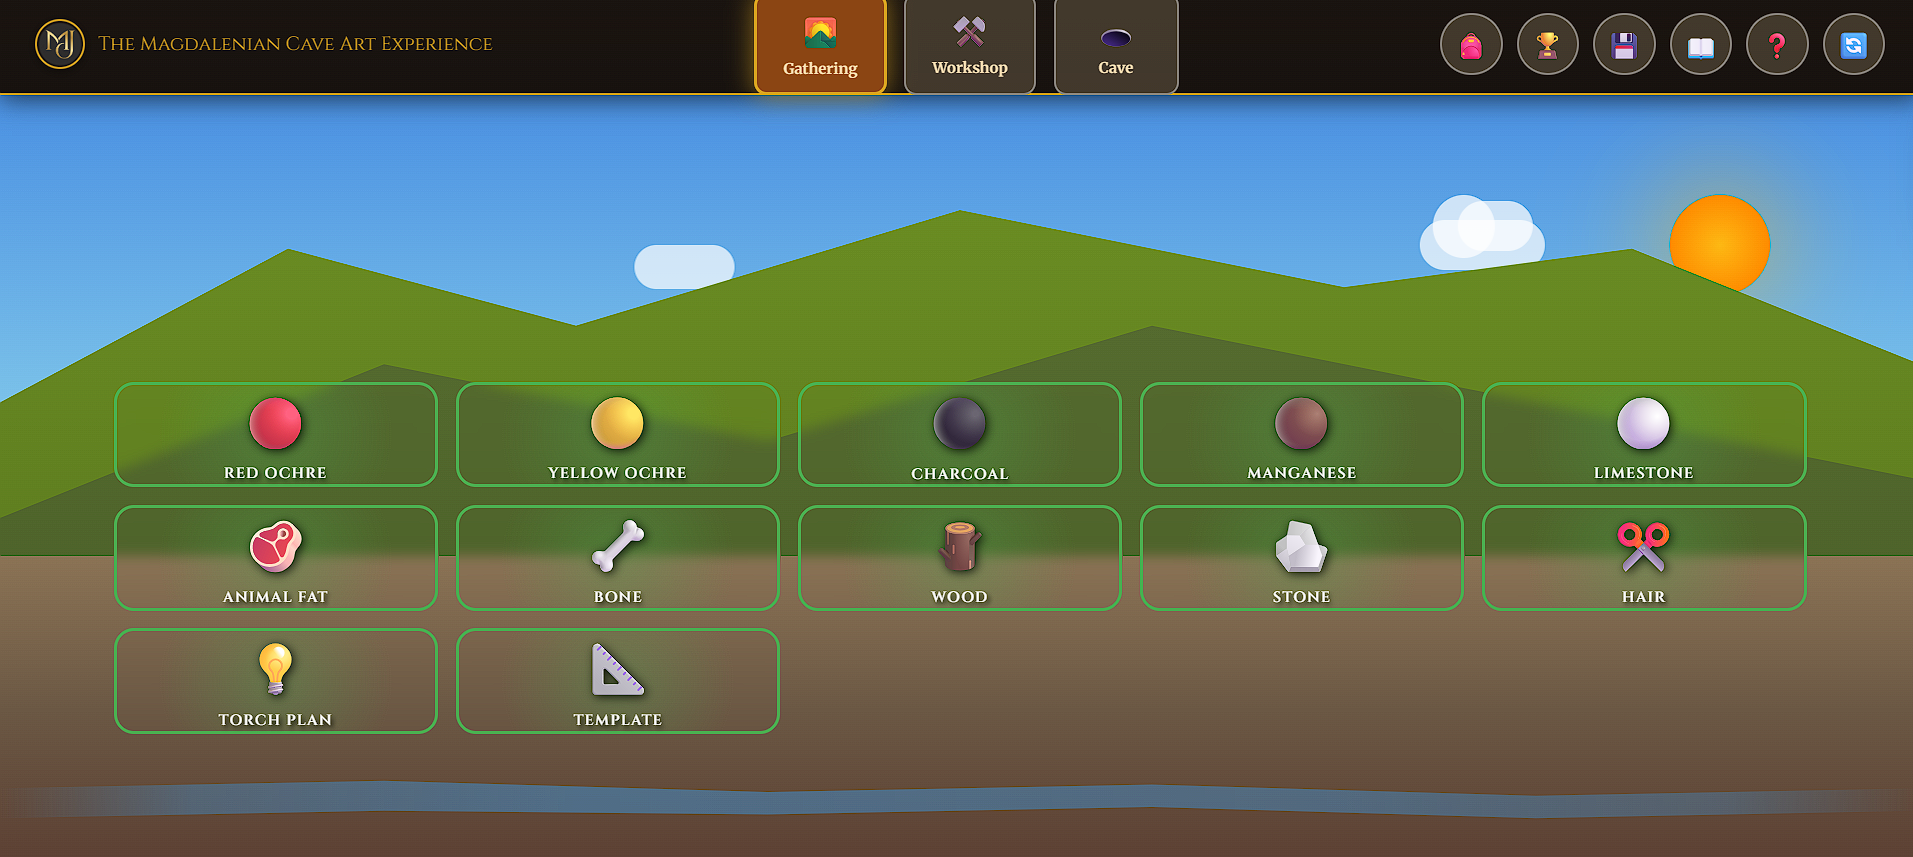 MJ
The Magdalenian Cave Art Experience
Gathering
Workshop
Cave
RED OCHRE
YELLOW OCHRE
CHARCOAL
MANGANESE
LIMESTONE
ANIMAL FAT
BONE
WOOD
STONE
HAIR
TORCH PLAN
TEMPLATE